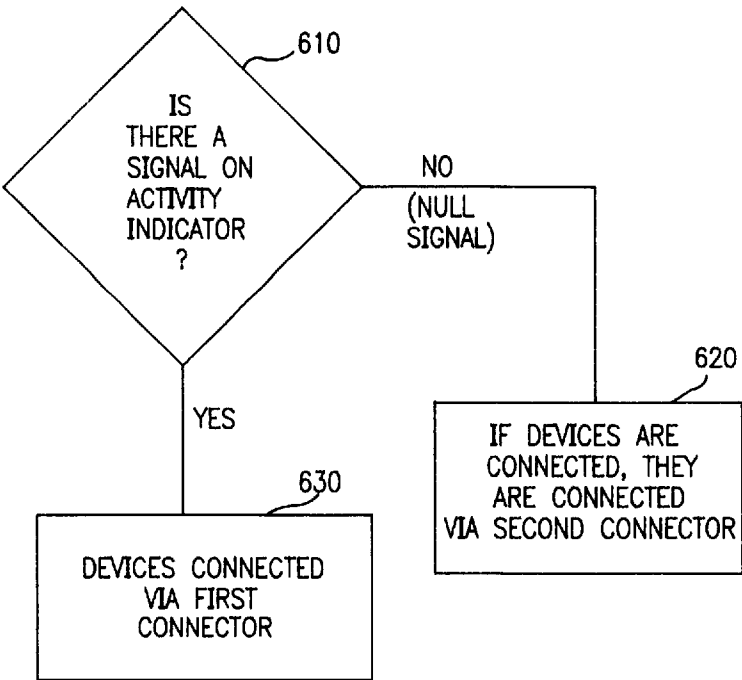 610
IS
THERE A
SIGNAL ON
ACTIVITY
INDICATOR
?
NO
(NULL
SIGNAL)
YES
620
IF DEVICES ARE
CONNECTED, THEY
ARE CONNECTED
VIA SECOND CONNECTOR
630
DEVICES CONNECTED
VIA FIRST
CONNECTOR